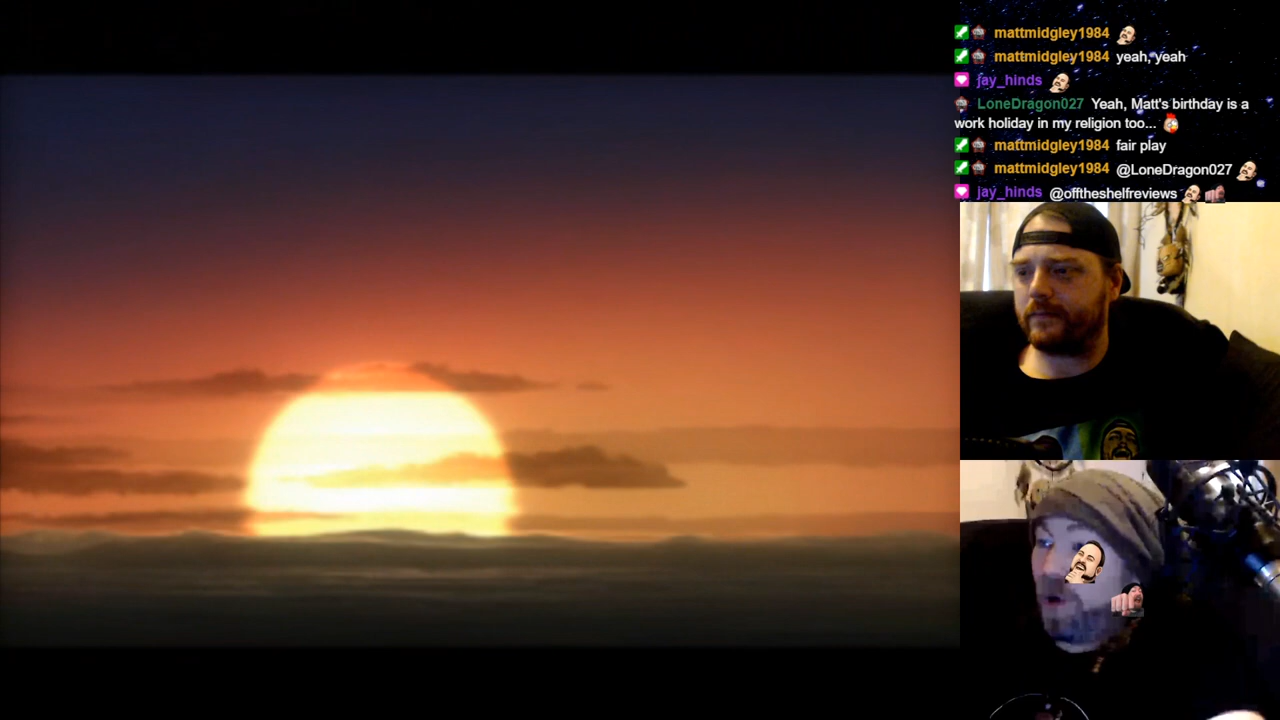 mattmidgley1984
mattmidgley1984 yeah, yeah
jay_hinds
LoneDragon027 Yeah, Matt's birthday is a
work holiday in my religion too...
mattmidgley1984 fair play
mattmidgley1984 @LoneDragon027
jay_hinds @offtheshelfreviews